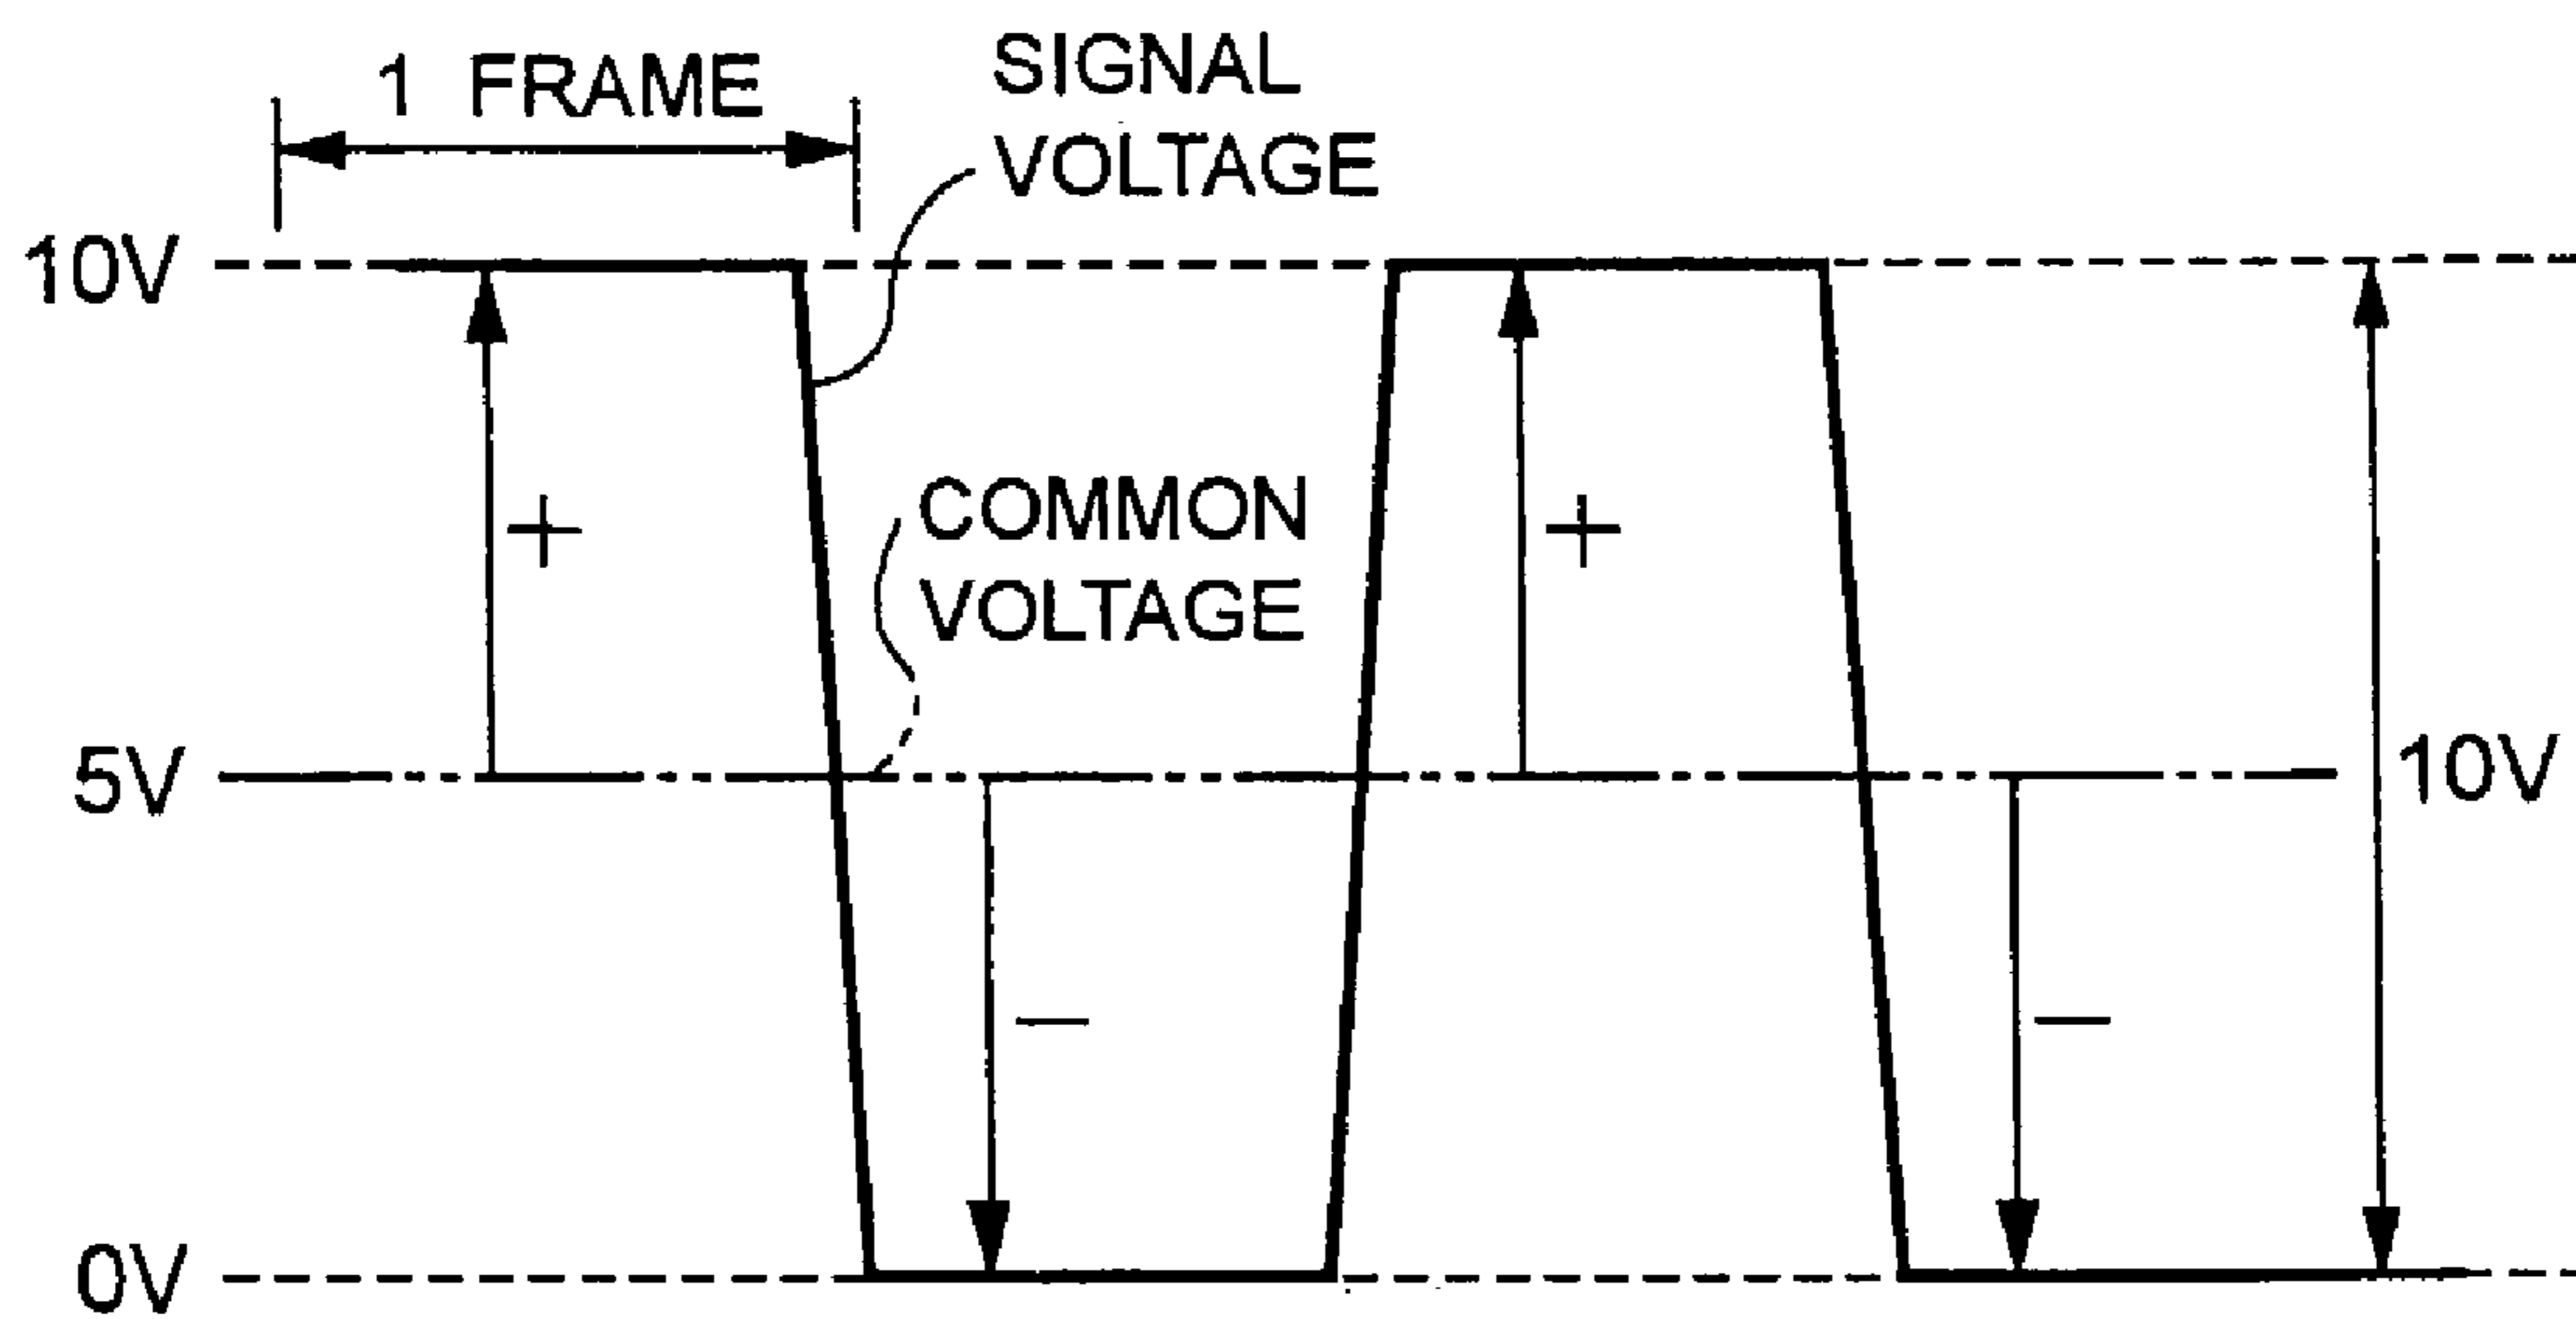 1 FRAME
SIGNAL
VOLTAGE
10V
+
COMMON
VOLTAGE
+
5V
10V
−
−
0V